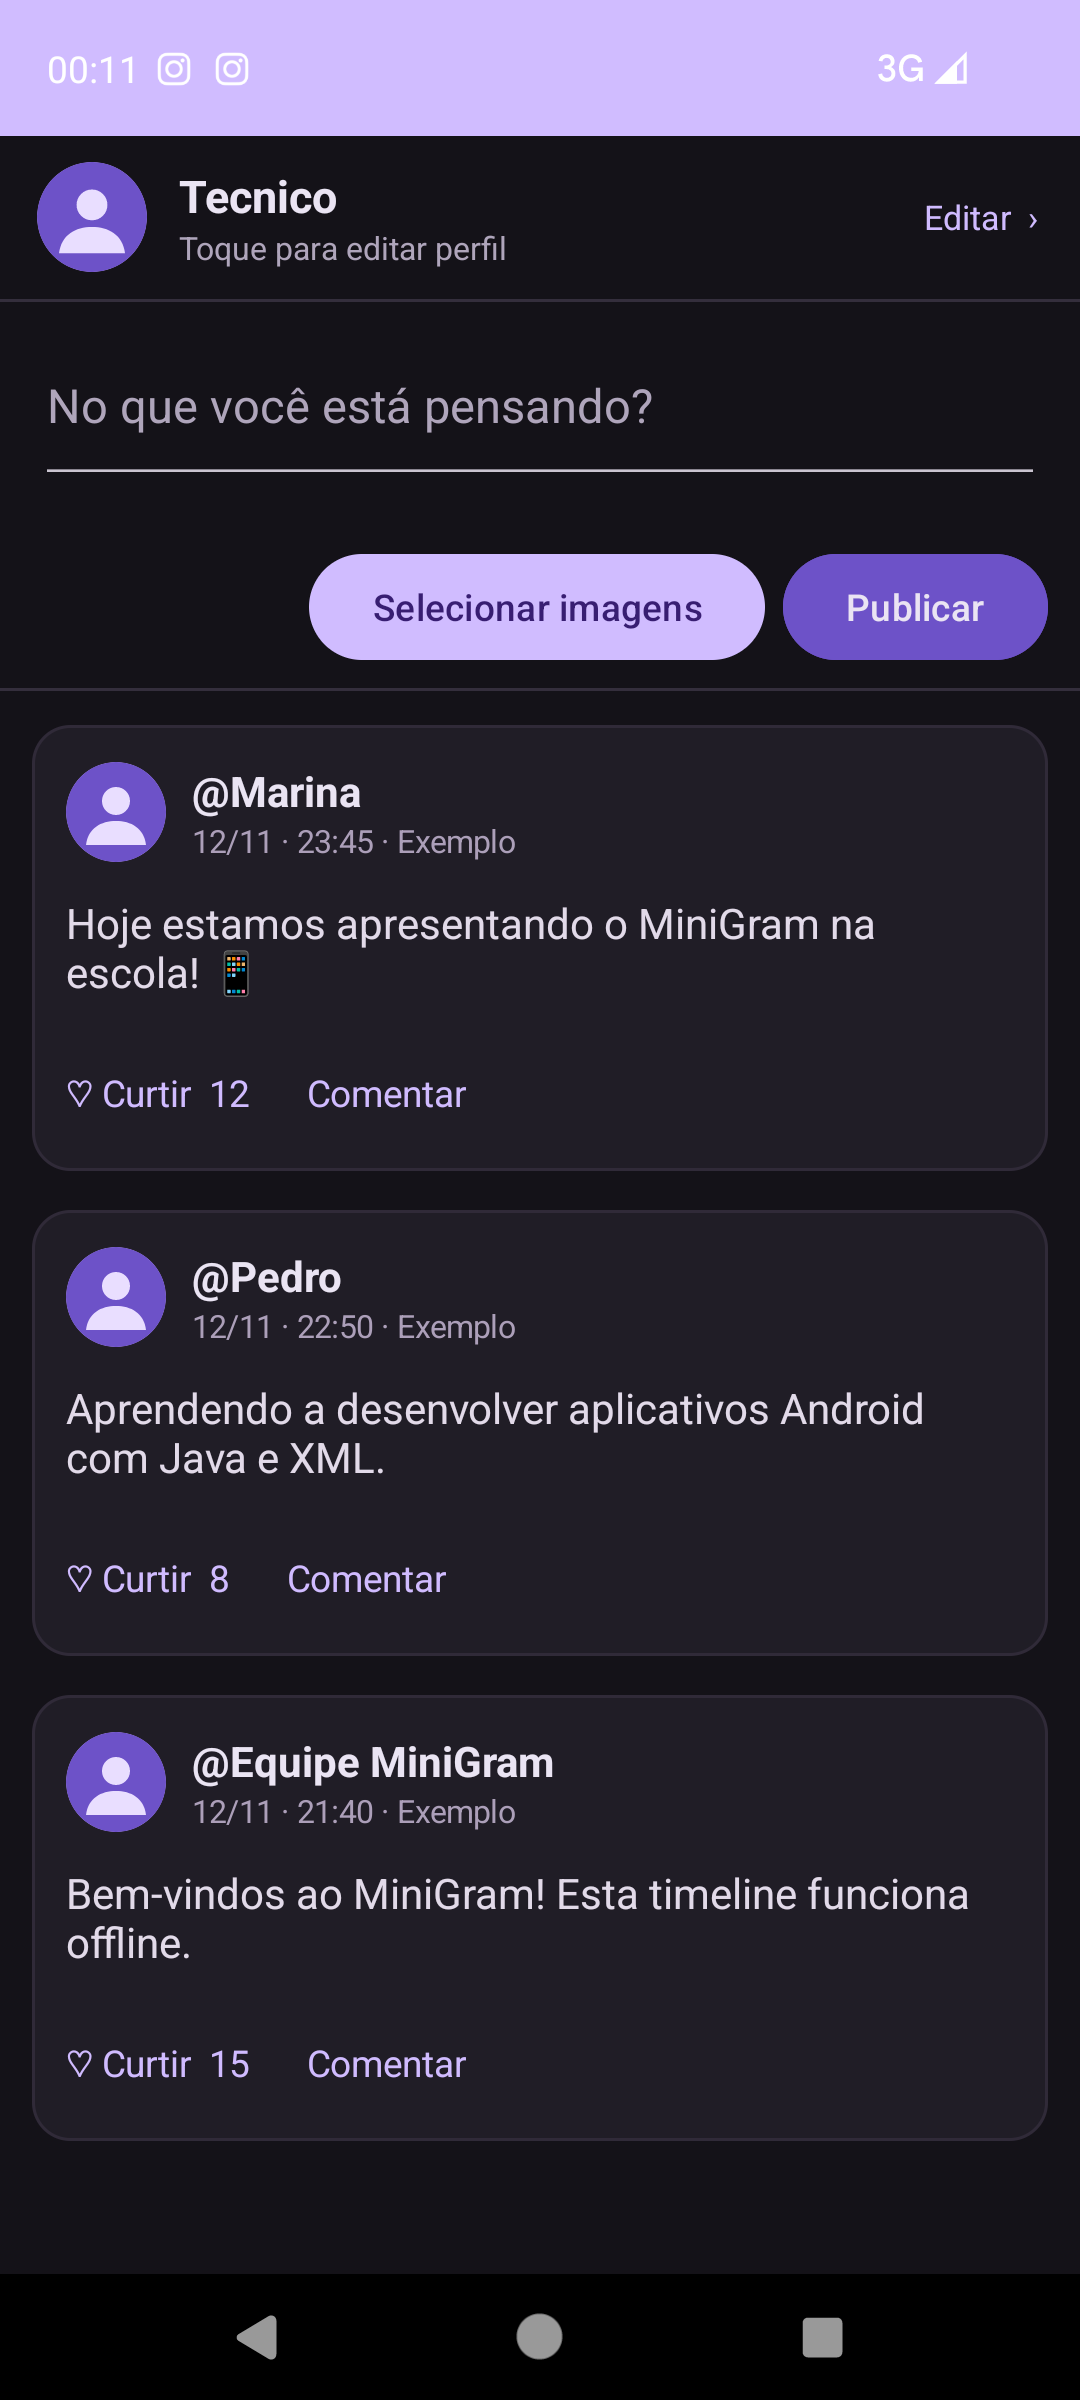 00:11
3G
Tecnico
Toque para editar perfil
Editar ›
No que você está pensando?
Selecionar imagens
Publicar
@Marina
12/11 · 23:45 · Exemplo
Hoje estamos apresentando o MiniGram na
escola! 📱
♡ Curtir 12 Comentar
@Pedro
12/11 · 22:50 · Exemplo
Aprendendo a desenvolver aplicativos Android
com Java e XML.
♡ Curtir 8 Comentar
@Equipe MiniGram
12/11 · 21:40 · Exemplo
Bem-vindos ao MiniGram! Esta timeline funciona
offline.
♡ Curtir 15 Comentar